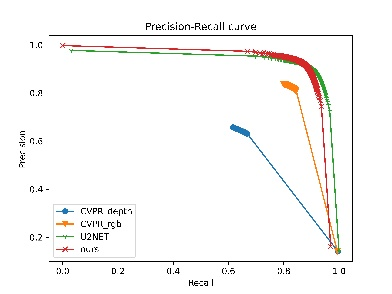 Precision-Recall curve
1.0
0.8
0.6
0.4
0.2
Precision
CVPR_depth
CVPR_rgb
U2NET
ours
0.0 0.2 0.4 0.6 0.8 1.0
Recall